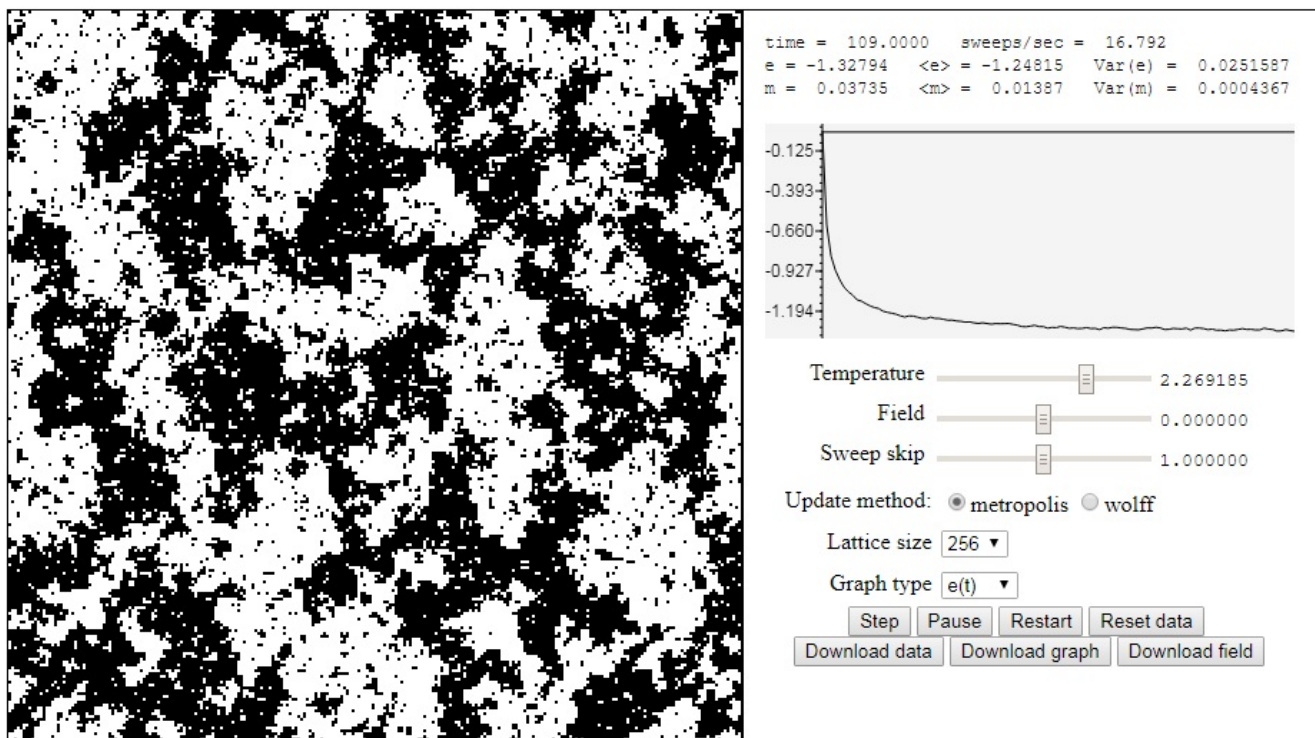 time = 109.0000 sweeps/sec = 16.792
e = -1.32794 <e> = -1.24815 Var(e) = 0.0251587
m = 0.03735 <m> = 0.01387 Var(m) = 0.0004367
-0.125
-0.393
-0.660
-0.927
-1.194
Temperature 2.269185
Field 0.000000
Sweep skip 1.000000
Update method: metropolis wolff
Lattice size 256
Graph type e(t)
Step Pause Restart Reset data
Download data Download graph Download field